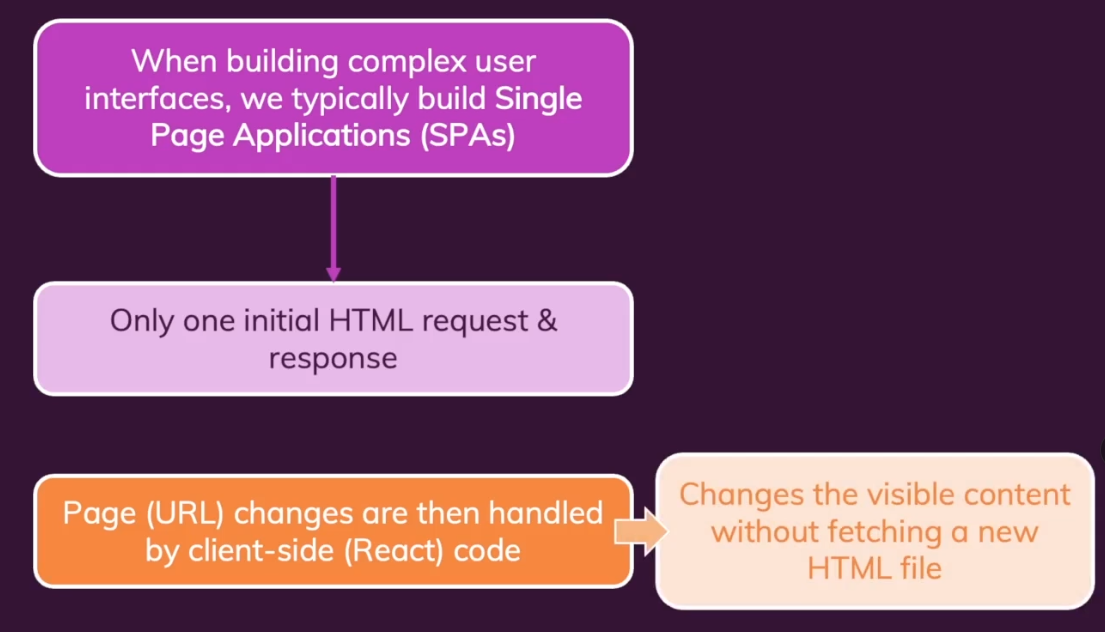 When building complex user
interfaces, we typically build Single
Page Applications (SPAs)
Only one initial HTML request &
response
Page (URL) changes are then handled
by client-side (React) code
Changes the visible content
without fetching a new
HTML file